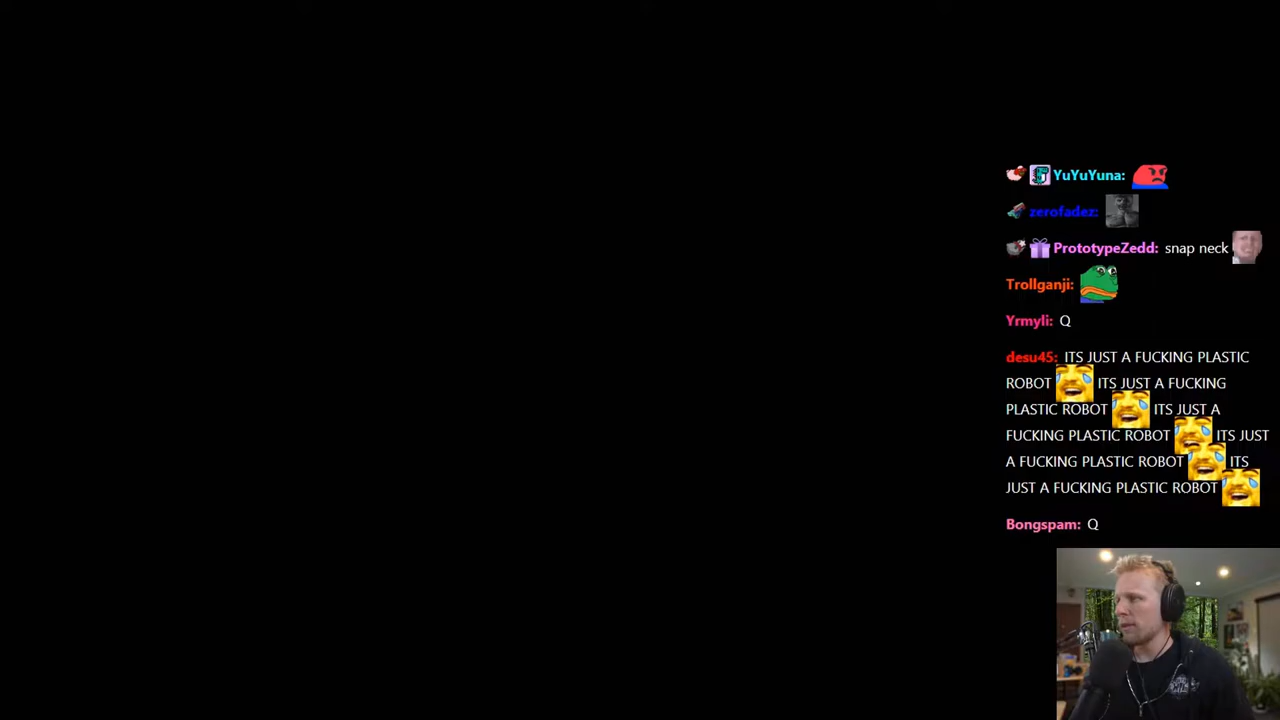 YuYuYuna:
zerofadez:
PrototypeZedd: snap neck
Trollganji:
Yrmyli: Q
desu45: ITS JUST A FUCKING PLASTIC
ROBOT ITS JUST A FUCKING
PLASTIC ROBOT ITS JUST A
FUCKING PLASTIC ROBOT ITS JUST
A FUCKING PLASTIC ROBOT ITS
JUST A FUCKING PLASTIC ROBOT
Bongspam: Q